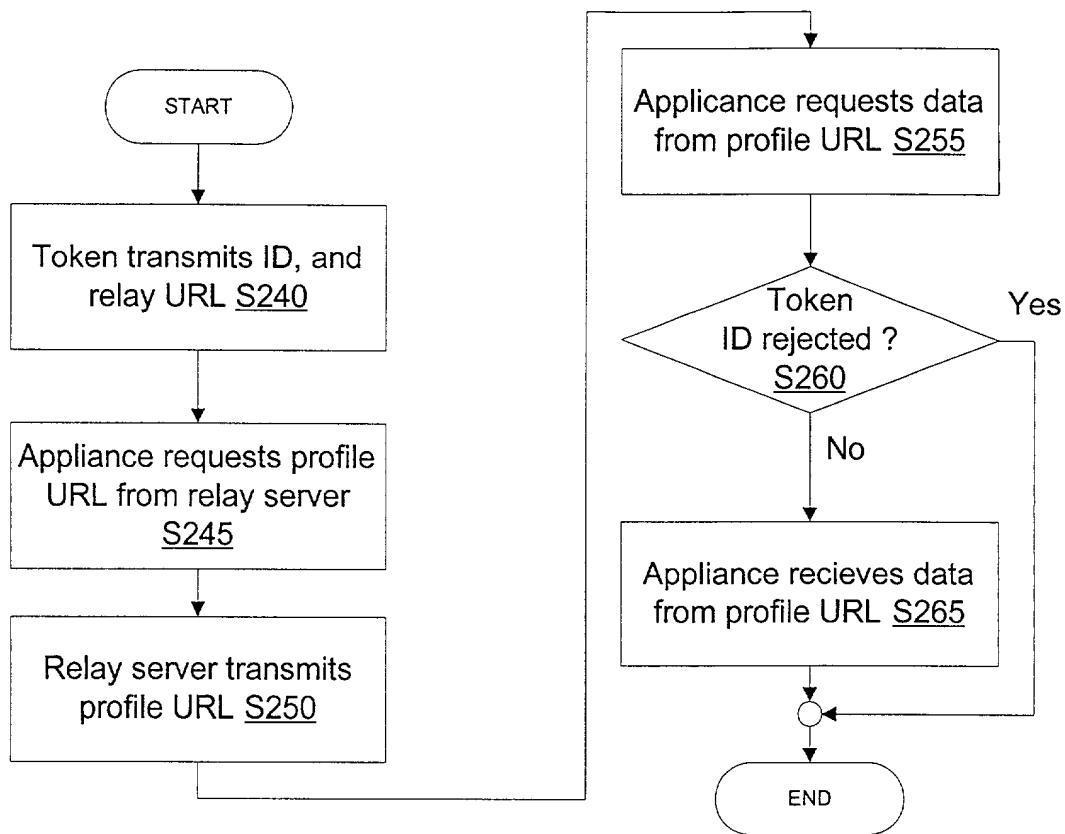 START
Token transmits ID, and
relay URL S240
Appliance requests profile
URL from relay server
S245
Relay server transmits
profile URL S250
Applicance requests data
from profile URL S255
Token
ID rejected ?
S260
Yes
No
Appliance recieves data
from profile URL S265
END